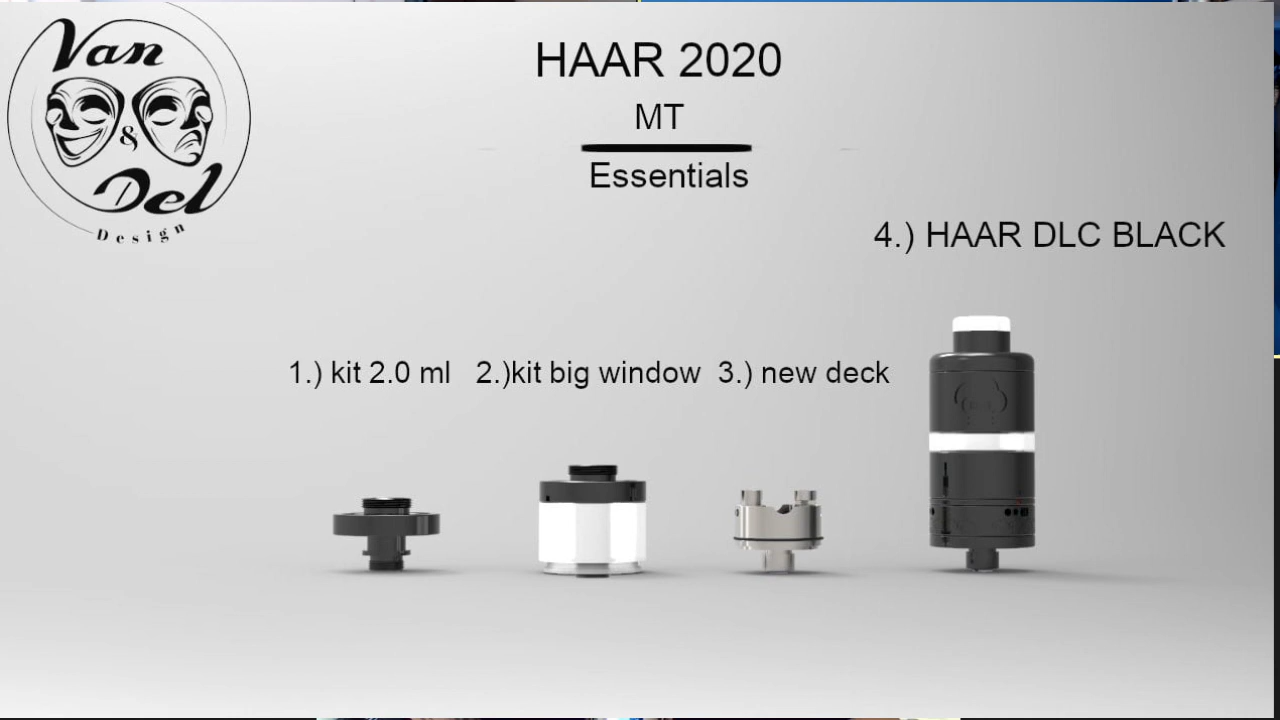 Van
&
Del
Design
HAAR 2020
MT
Essentials
4.) HAAR DLC BLACK
1.) kit 2.0 ml
2.)kit big window
3.) new deck